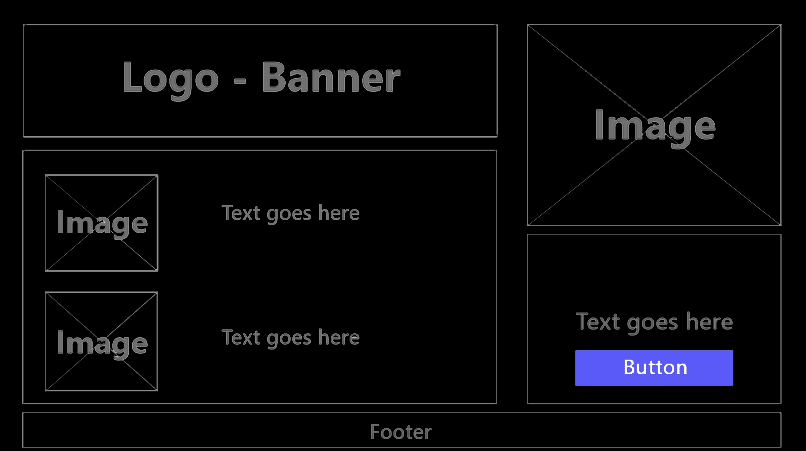 Logo - Banner
Image
Image
Text goes here
Image
Text goes here
Text goes here
Button
Footer